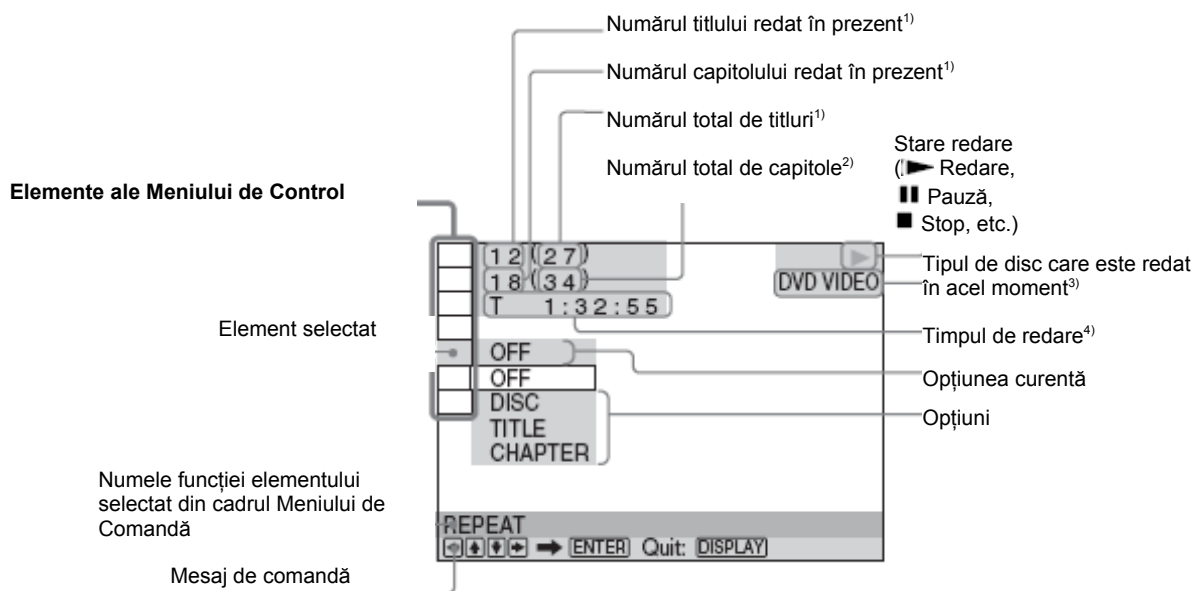 Numărul titlului redat în prezent1)
Numărul capitolului redat în prezent1)
Numărul total de titluri1)
Numărul total de capitole2)
Stare redare
(▶ Redare,
⏸ Pauză,
■ Stop, etc.)
Elemente ale Meniului de Control
12 (27)
18 (34)
T 1:32:55
▶
DVD VIDEO
Tipul de disc care este redat
în acel moment3)
Timpul de redare4)
Element selectat
OFF
OFF
DISC
TITLE
CHAPTER
Opțiunea curentă
Opțiuni
Numele funcției elementului
selectat din cadrul Meniului de
Comandă
REPEAT
← ↑ ↓ → ➡ ENTER Quit: DISPLAY
Mesaj de comandă